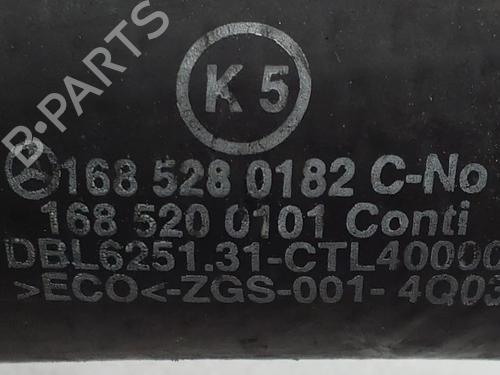 B-PARTS
K 5
168 528 0182 C-No
168 520 0101 Conti
DBL6251.31-CTL40000
>ECO<-ZGS-001- 4Q03